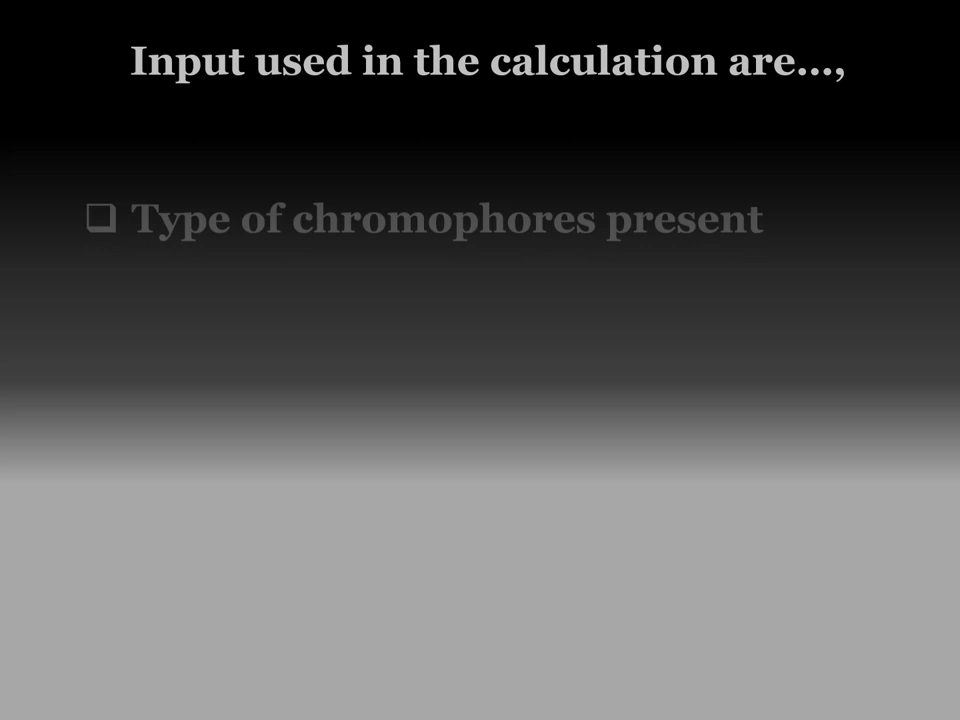 Input used in the calculation are...,
❑ Type of chromophores present